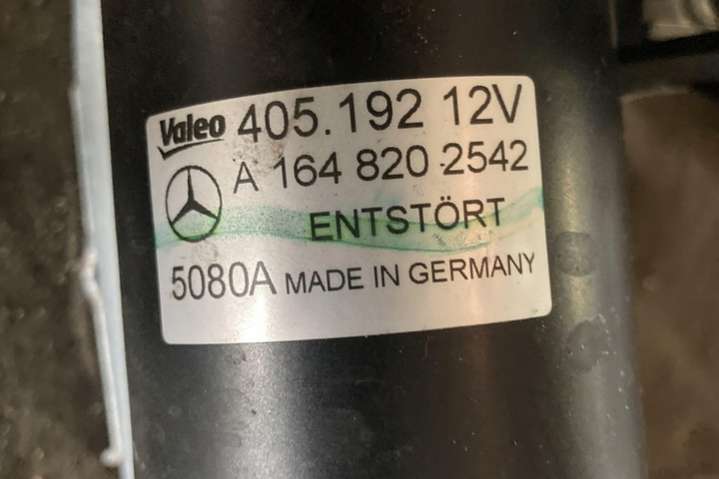 Valeo 405.192 12V
A 164 820 2542
ENTSTÖRT
5080A MADE IN GERMANY